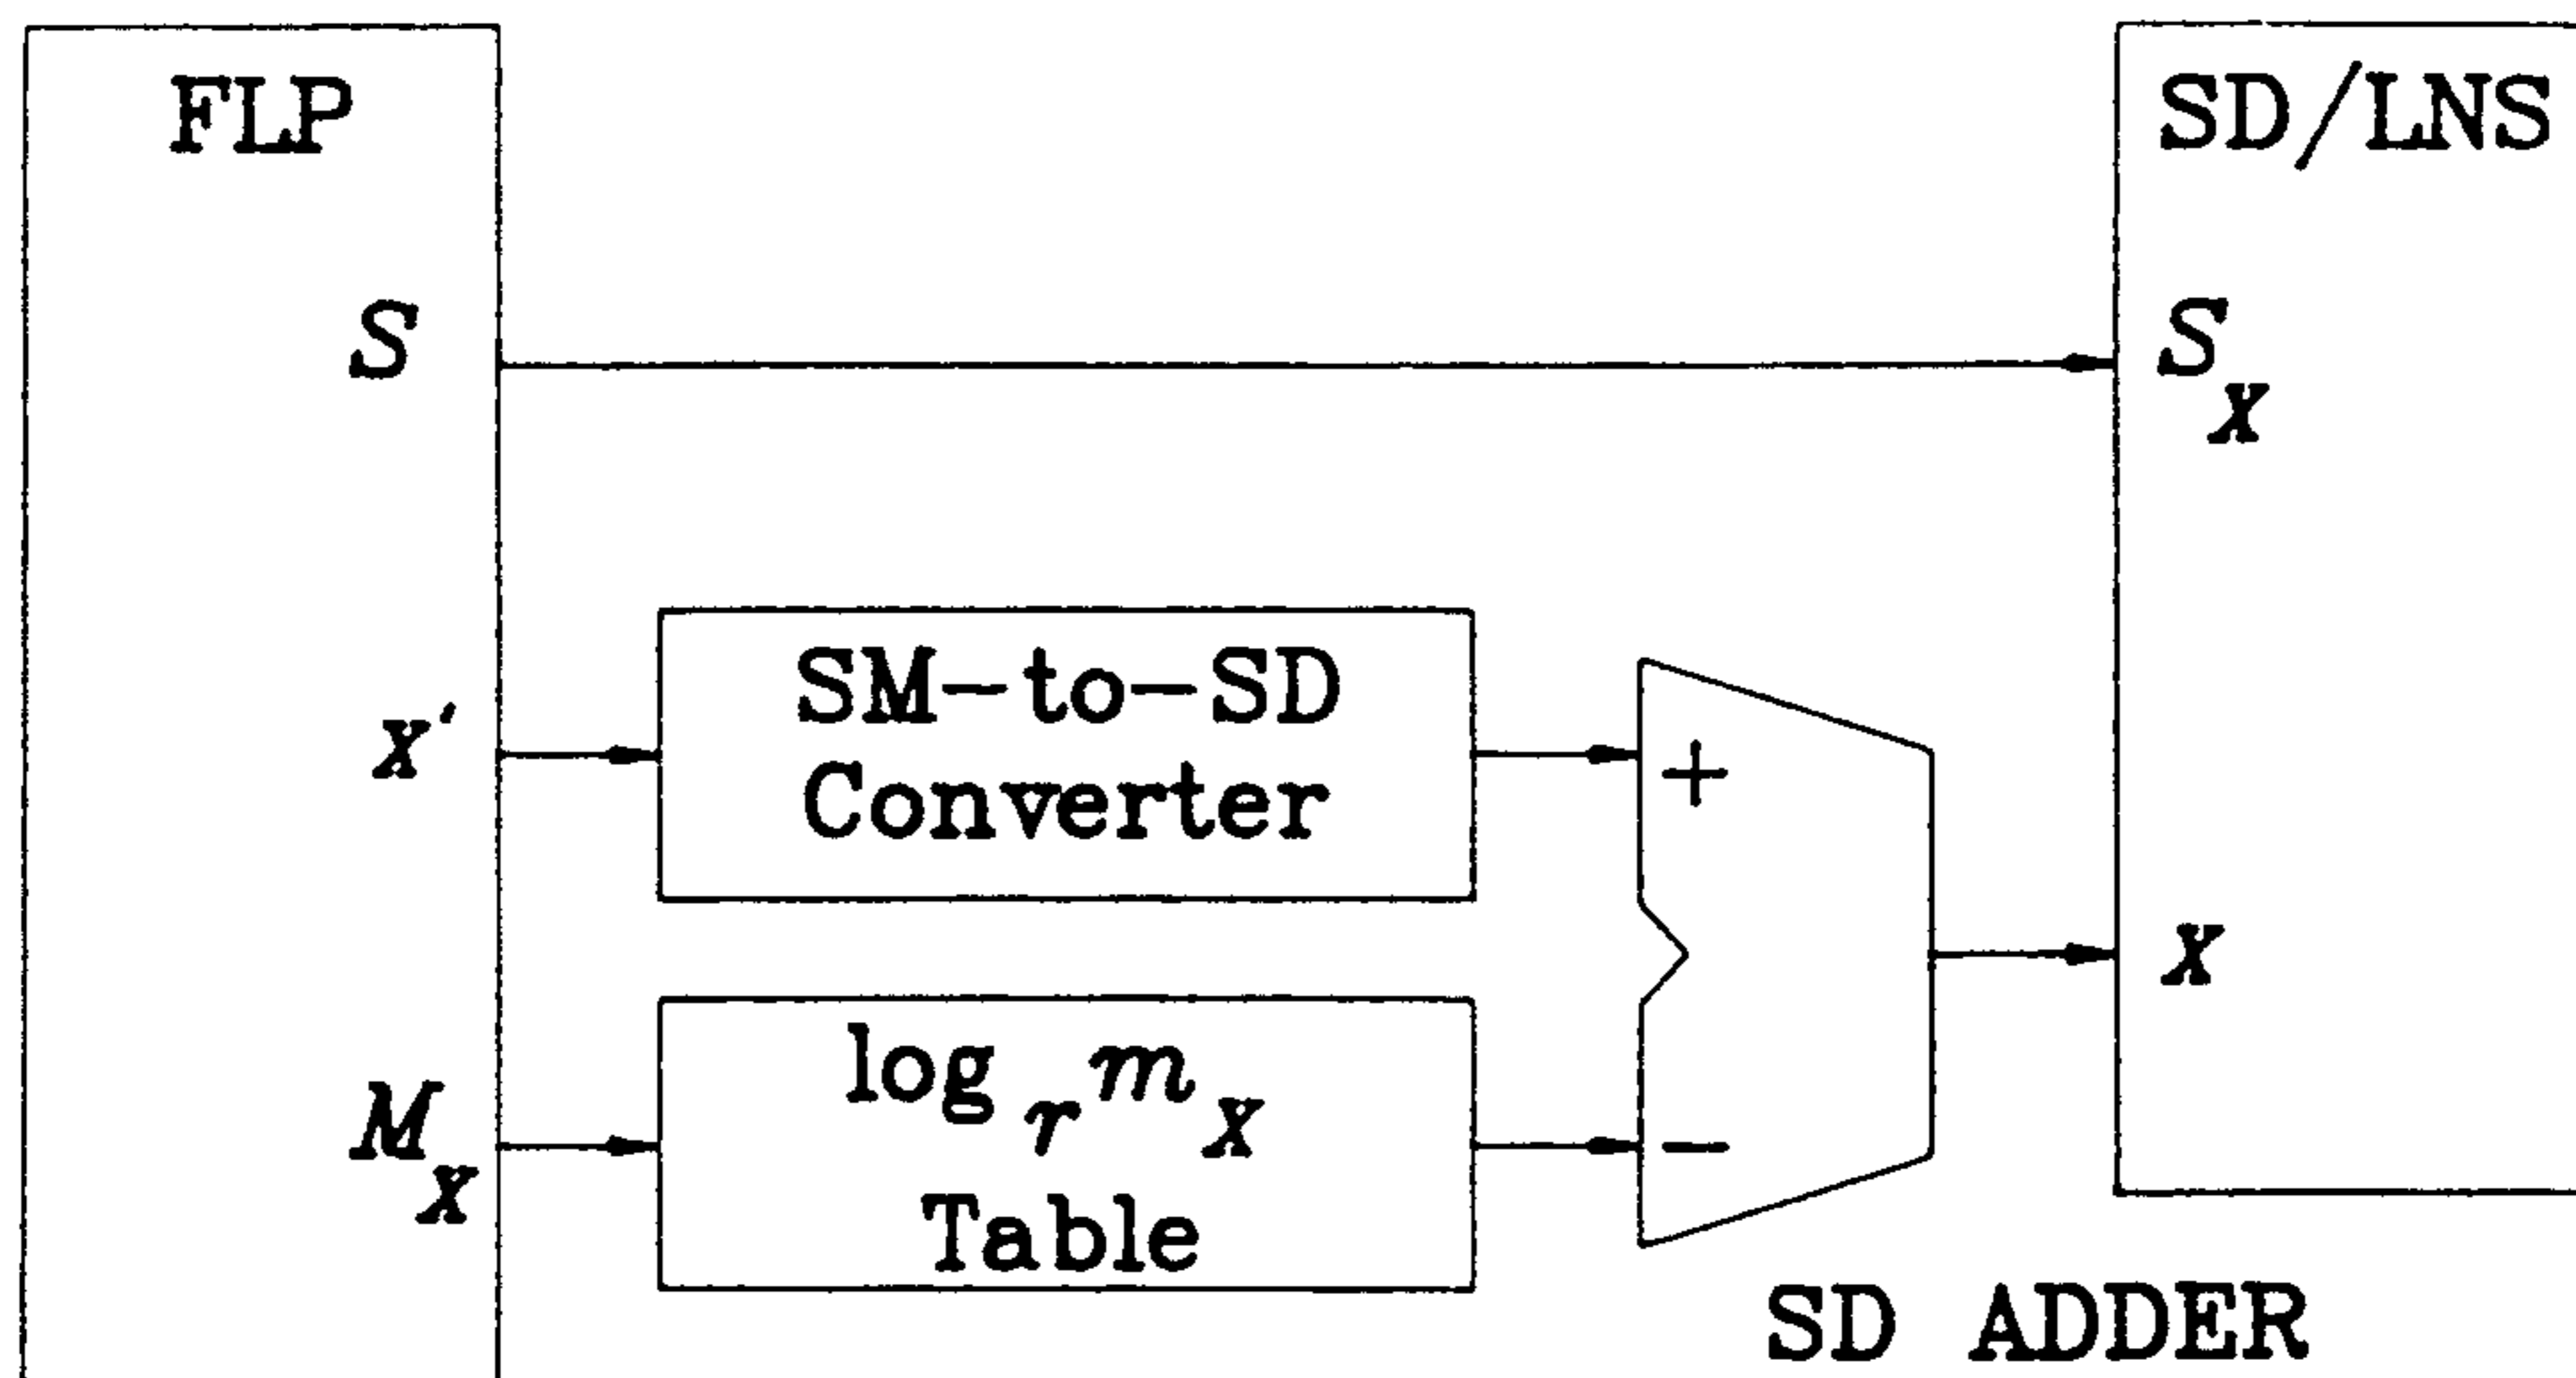 FLP
SD/LNS
S
S_x
x'
SM-to-SD
Converter
+
x
M_x
log_r m_x
Table
−
SD ADDER